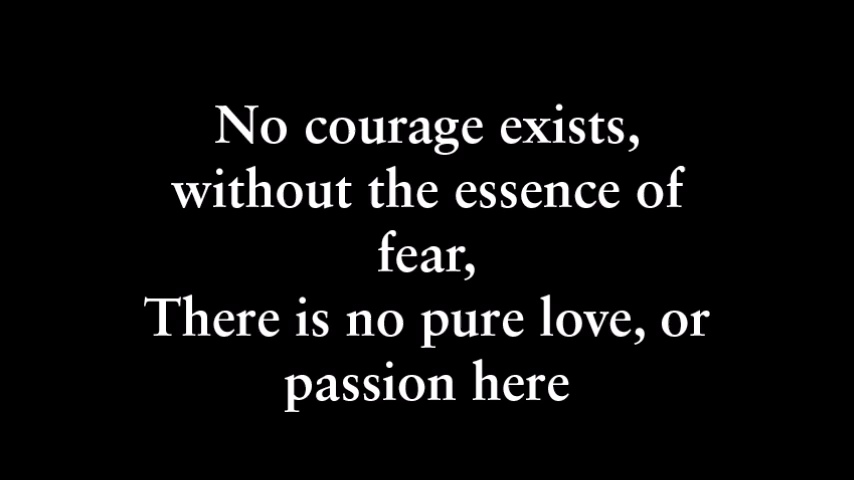 No courage exists,
without the essence of
fear,
There is no pure love, or
passion here